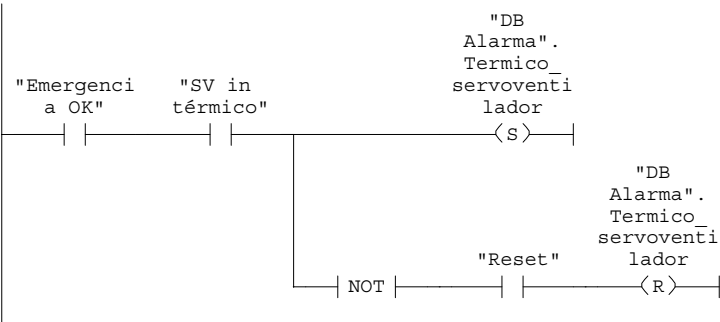 "DB
Alarma".
Termico_
"Emergenci "SV in servoventi
a OK" térmico" lador
S
"DB
Alarma".
Termico_
servoventi
"Reset" lador
NOT R